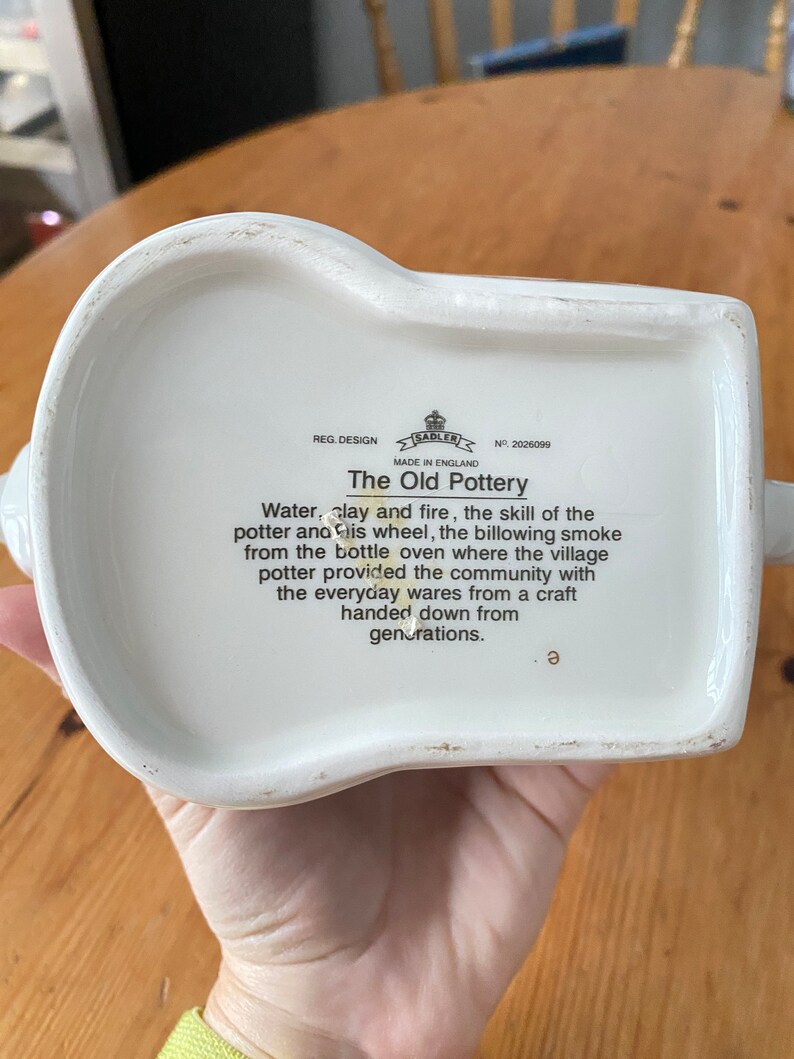 REG. DESIGN SADLER Nº. 2026099
MADE IN ENGLAND
The Old Pottery
Water, clay and fire, the skill of the
potter and his wheel, the billowing smoke
from the bottle oven where the village
potter provided the community with
the everyday wares from a craft
handed down from
generations.
e